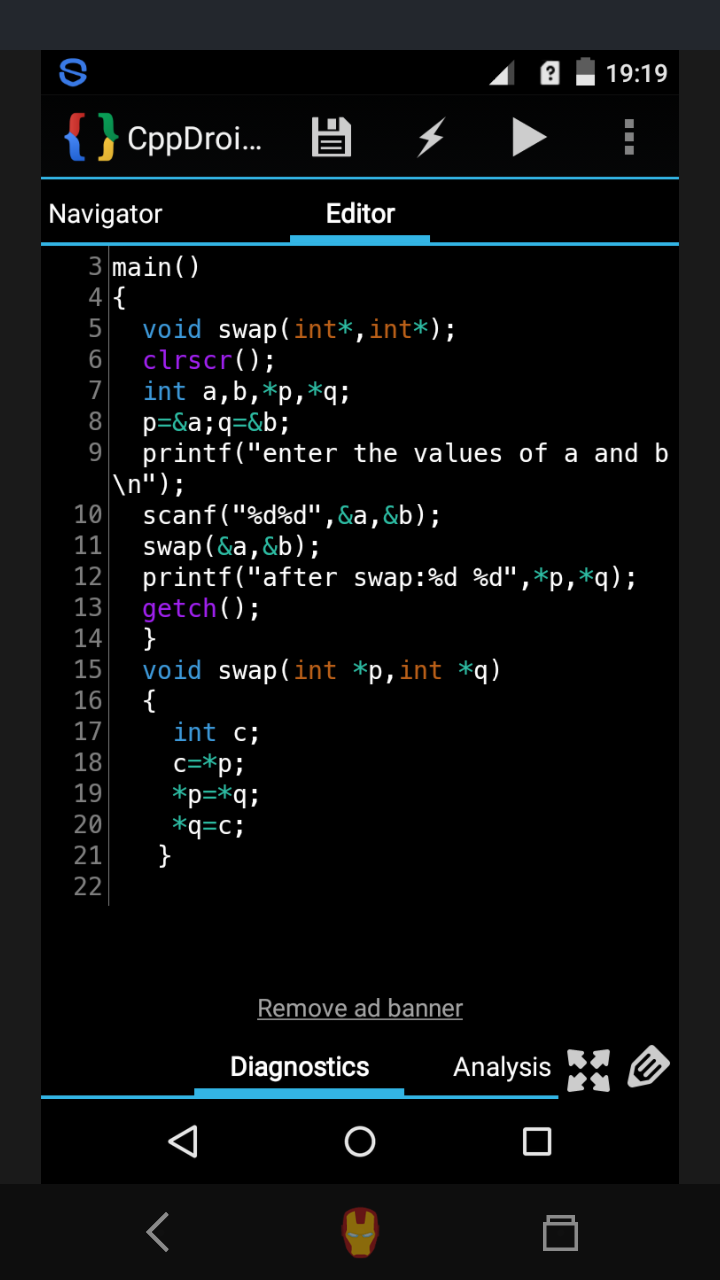 19:19
CppDroi...
Navigator
Editor
3 main()
4 {
5 void swap(int*,int*);
6 clrscr();
7 int a,b,*p,*q;
8 p=&a;q=&b;
9 printf("enter the values of a and b
\n");
10 scanf("%d%d",&a,&b);
11 swap(&a,&b);
12 printf("after swap:%d %d",*p,*q);
13 getch();
14 }
15 void swap(int *p,int *q)
16 {
17 int c;
18 c=*p;
19 *p=*q;
20 *q=c;
21 }
22
Remove ad banner
Diagnostics
Analysis